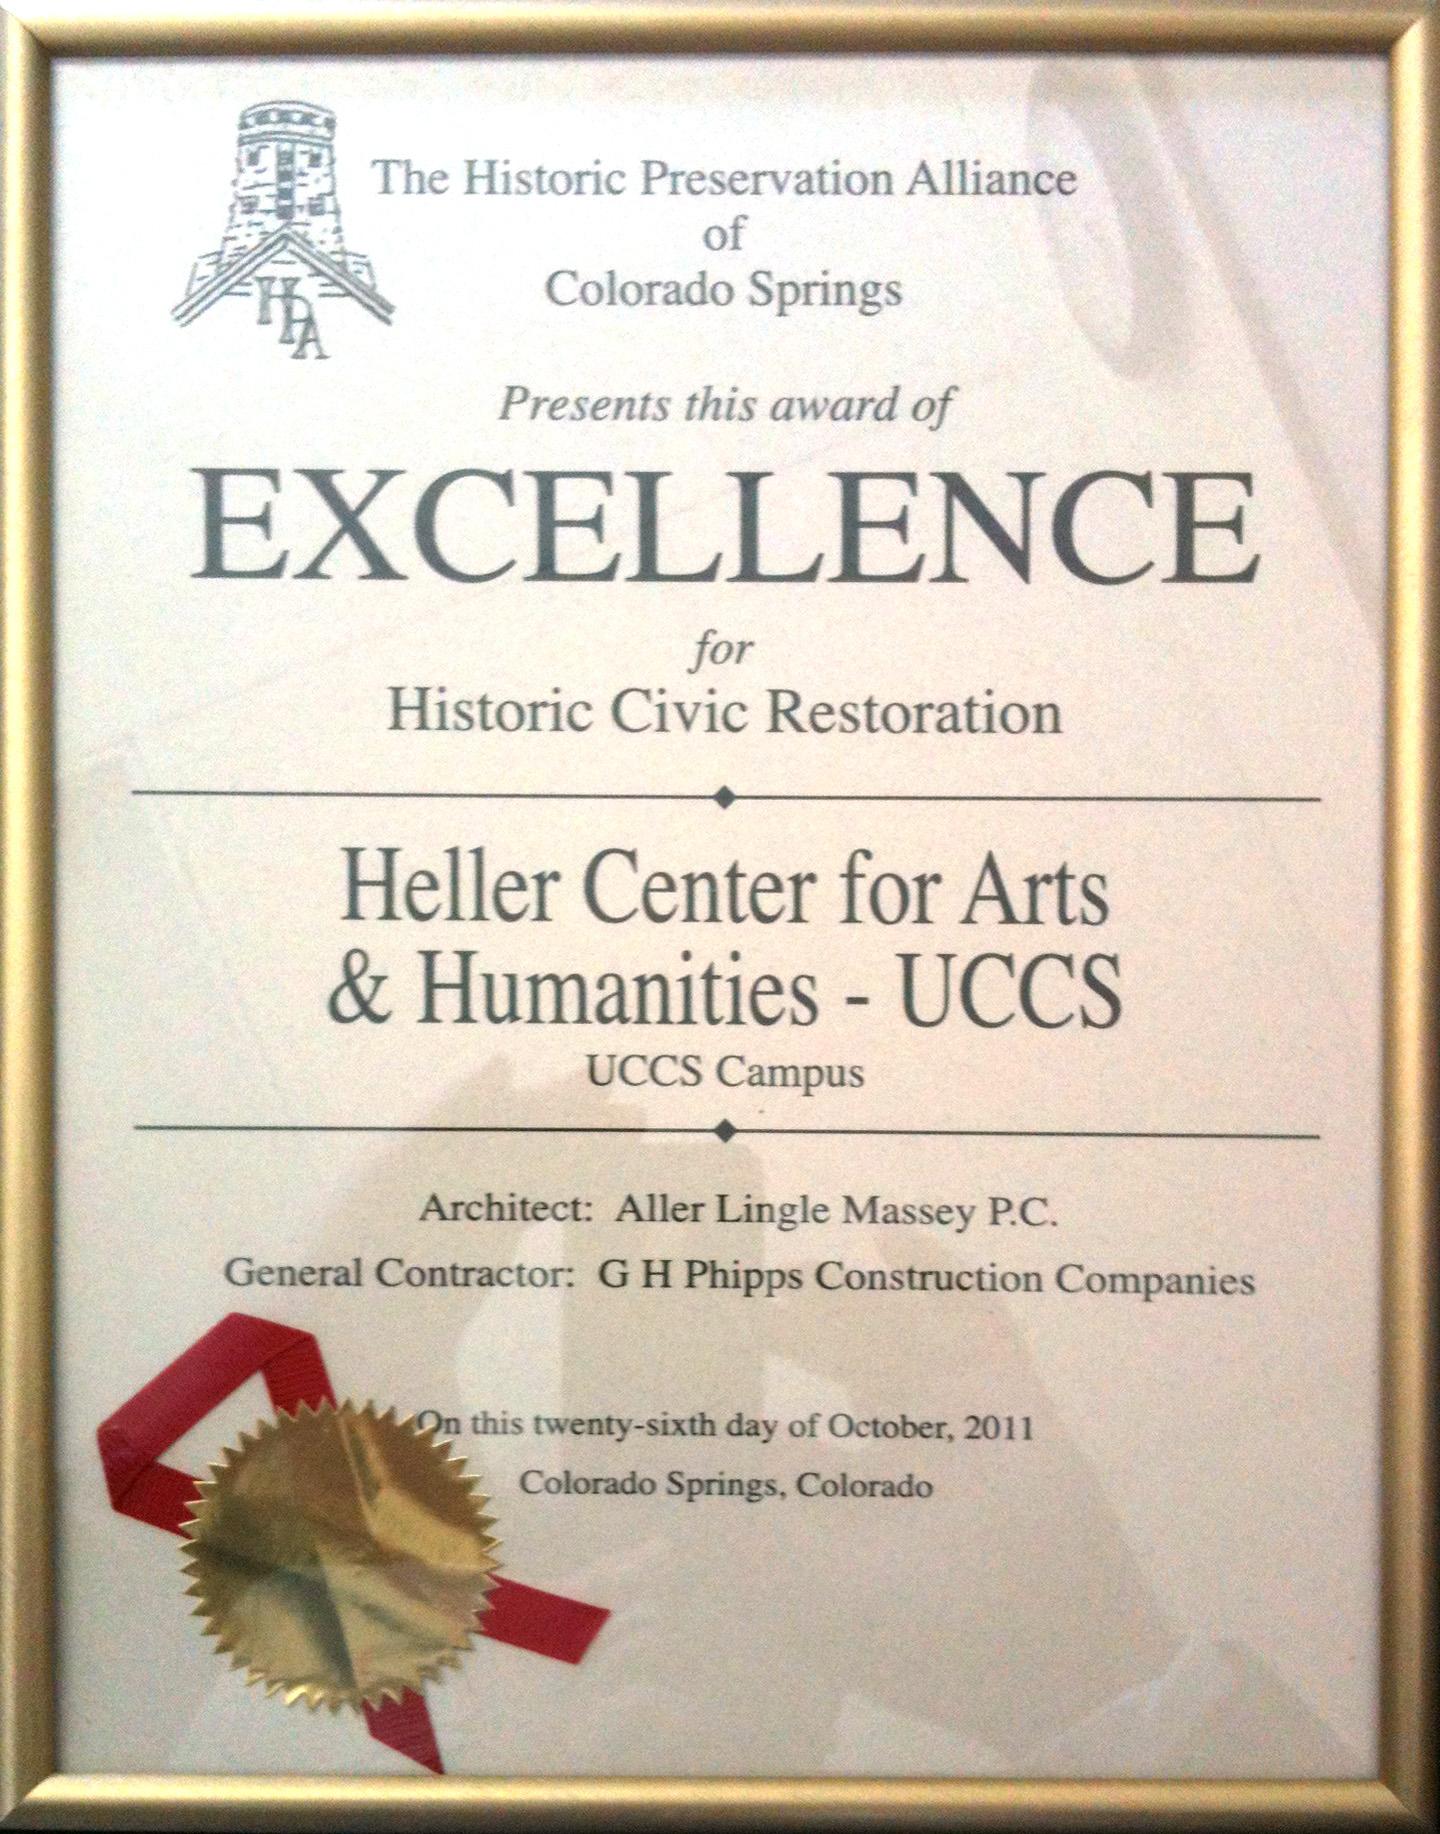 The Historic Preservation Alliance
of
Colorado Springs
HPA
Presents this award of
EXCELLENCE
for
Historic Civic Restoration
Heller Center for Arts
& Humanities - UCCS
UCCS Campus
Architect: Aller Lingle Massey P.C.
General Contractor: G H Phipps Construction Companies
On this twenty-sixth day of October, 2011
Colorado Springs, Colorado